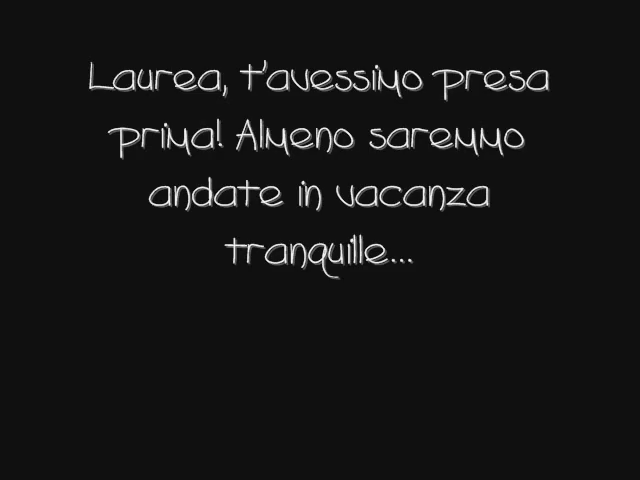 Laurea, t'avessimo presa
prima! Almeno saremmo
andate in vacanza
tranquille...